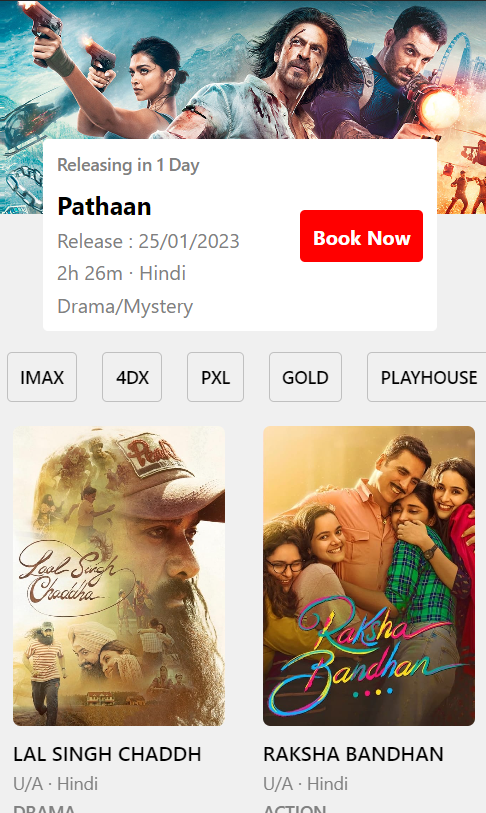 Releasing in 1 Day
Pathaan
Release : 25/01/2023
2h 26m · Hindi
Drama/Mystery
Book Now
IMAX
4DX
PXL
GOLD
PLAYHOUSE
Laal Singh
Chaddha
Raksha
Bandhan
LAL SINGH CHADDH
RAKSHA BANDHAN
U/A · Hindi
U/A · Hindi
DRAMA
ACTION